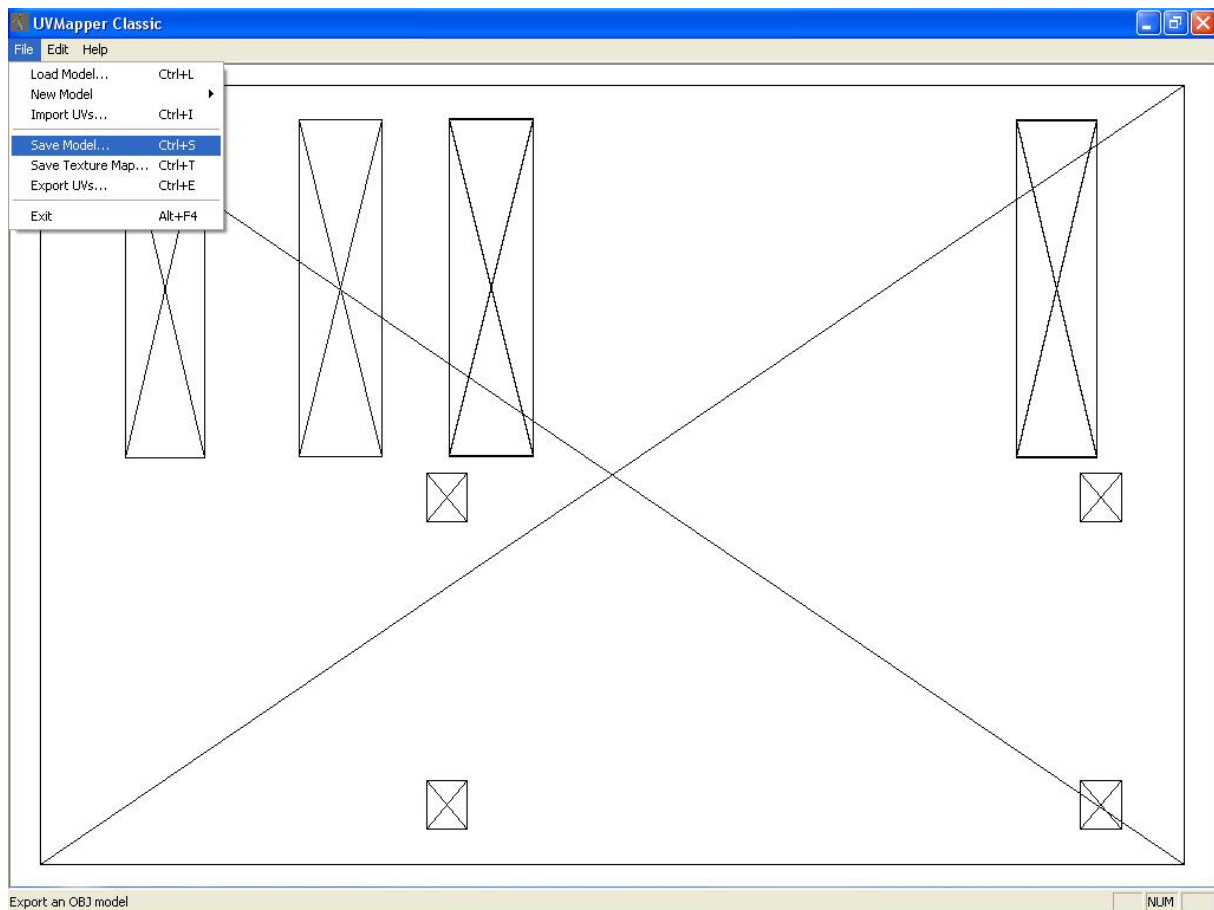 UVMapper Classic
File Edit Help
Load Model... Ctrl+L
New Model
Import UVs... Ctrl+I
Save Model... Ctrl+S
Save Texture Map... Ctrl+T
Export UVs... Ctrl+E
Exit Alt+F4
Export an OBJ model NUM